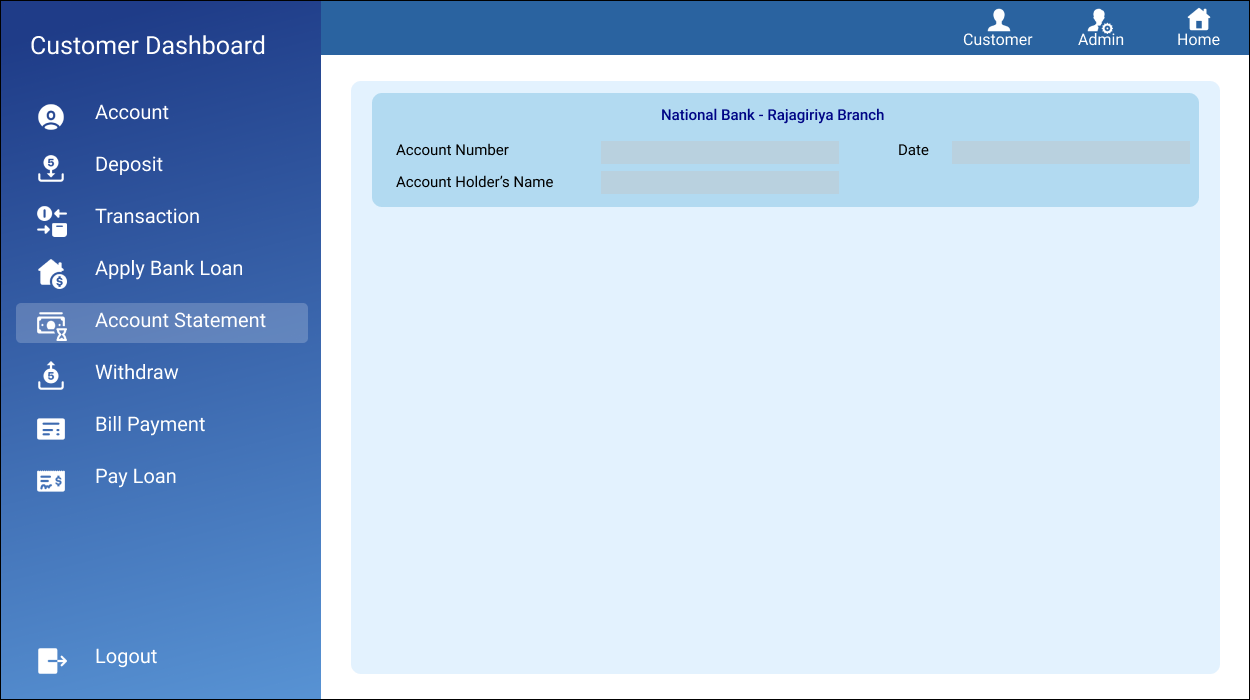 Customer Dashboard
Customer
Admin
Home
Account
Deposit
Transaction
Apply Bank Loan
Account Statement
Withdraw
Bill Payment
Pay Loan
Logout
National Bank - Rajagiriya Branch
Account Number
Date
Account Holder’s Name